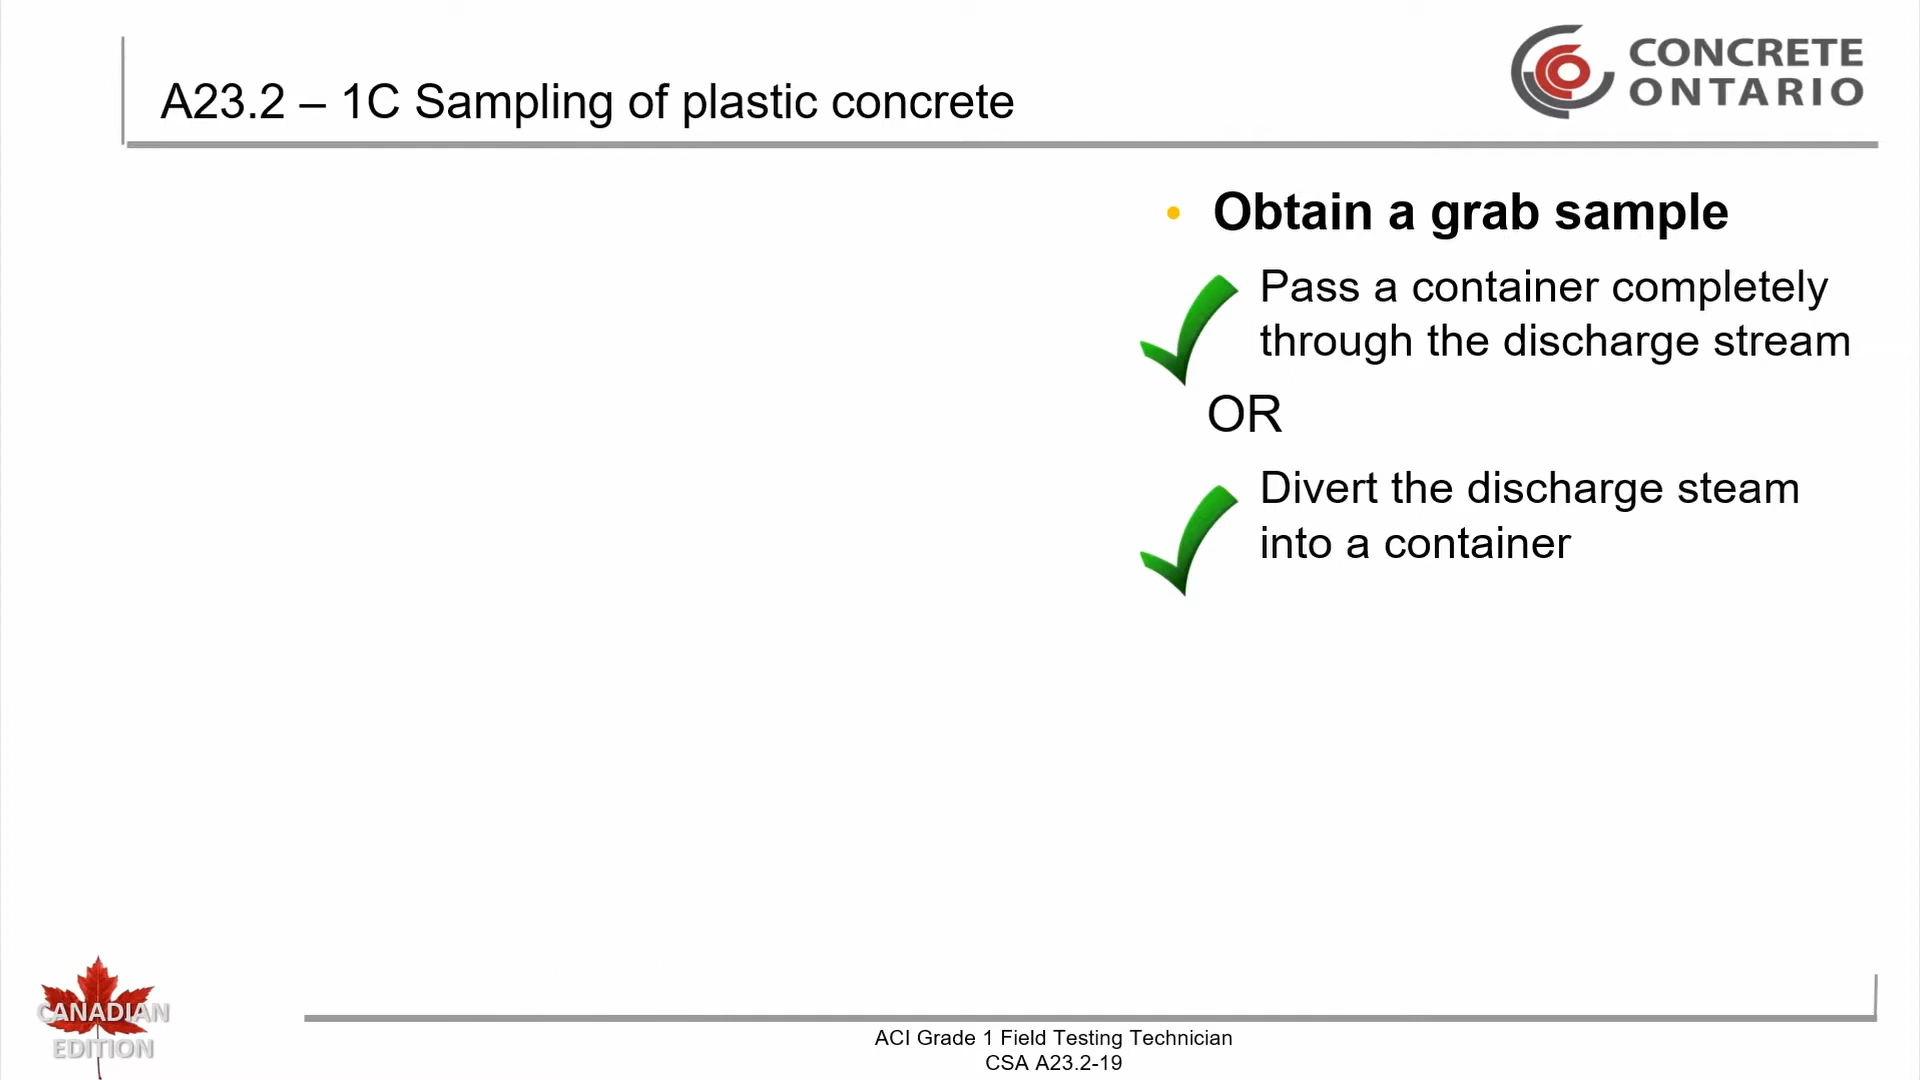 A23.2 – 1C Sampling of plastic concrete
CONCRETE
ONTARIO
• Obtain a grab sample
Pass a container completely
through the discharge stream
OR
Divert the discharge steam
into a container
CANADIAN
EDITION
ACI Grade 1 Field Testing Technician
CSA A23.2-19